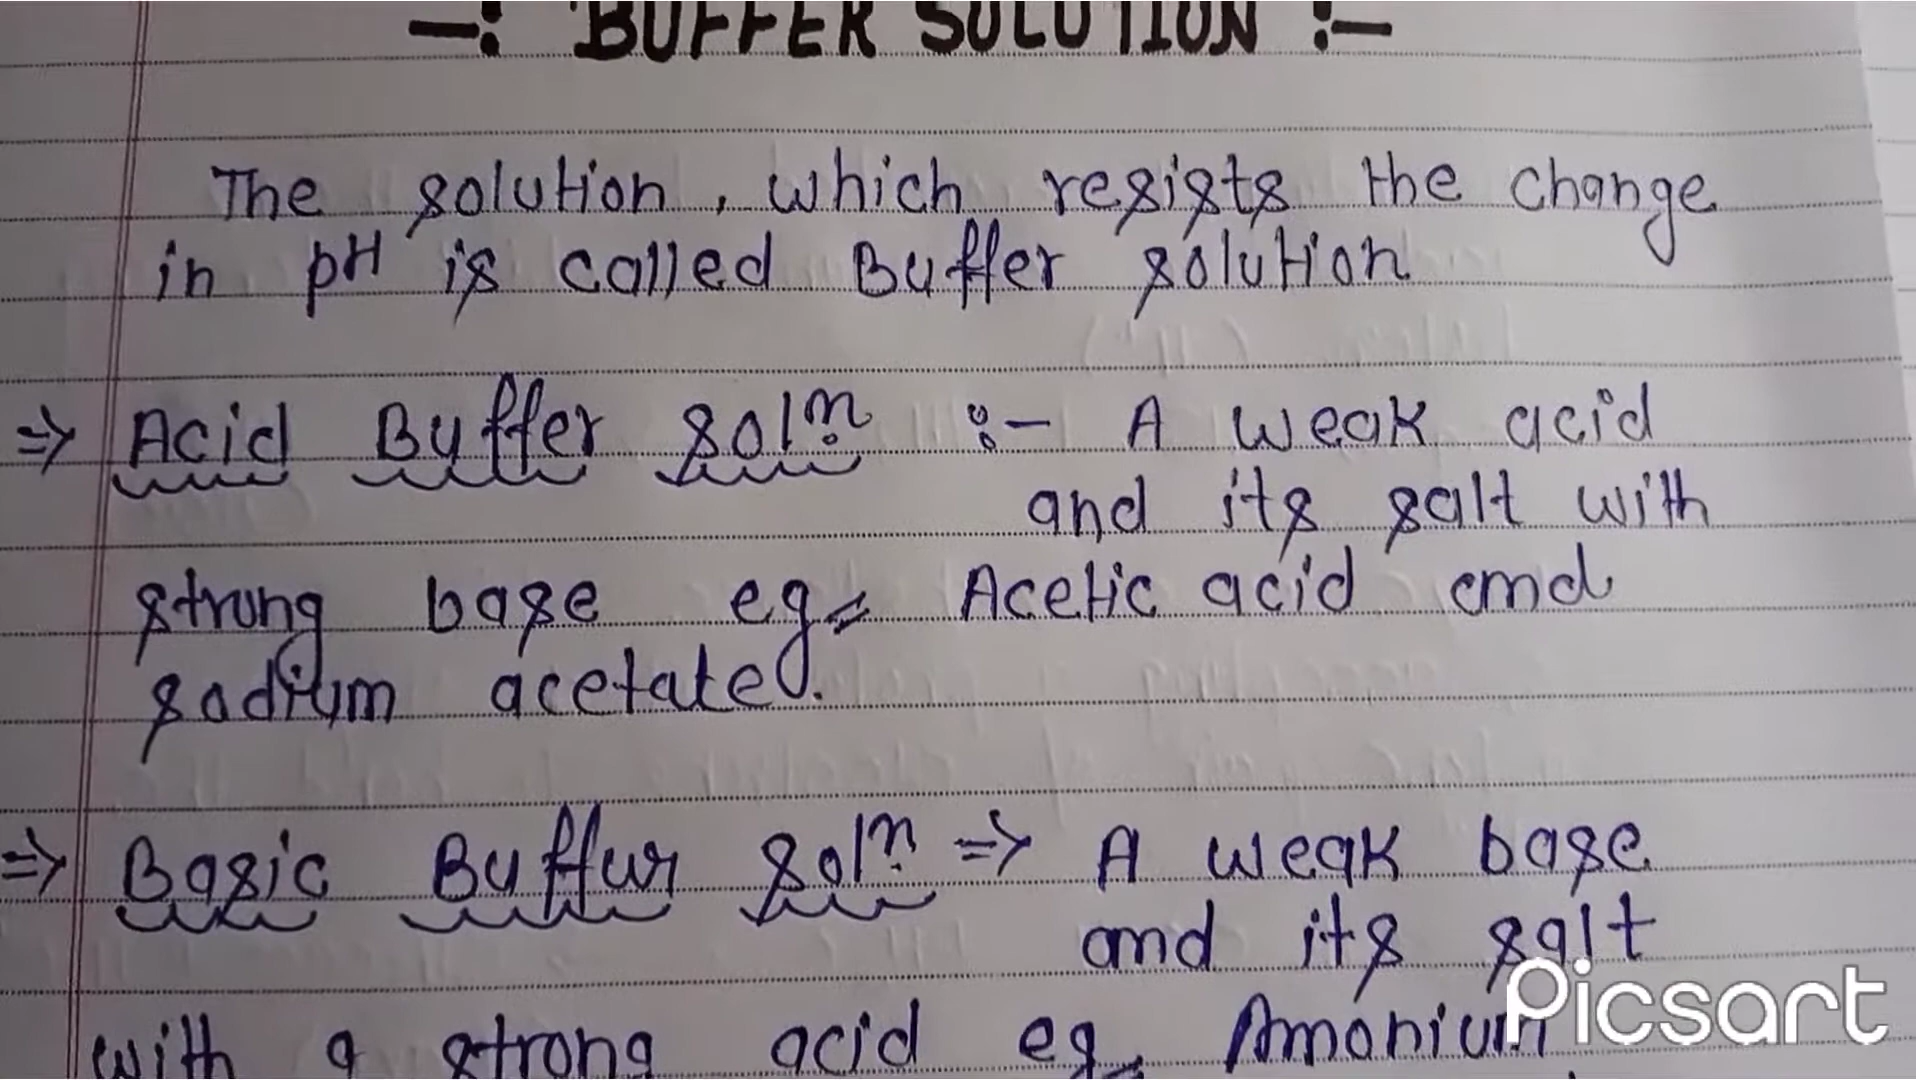 —: BUFFER SOLUTION :—
The solution, which resists the change
in pH is called Buffer solution
⇒ Acid Buffer solⁿ :- A weak acid
and its salt with
strong base eg= Acetic acid and
sodium acetate.
⇒ Basic Buffur solⁿ ⇒ A weak base
and its salt
with a strong acid eg. Amonium
Picsart